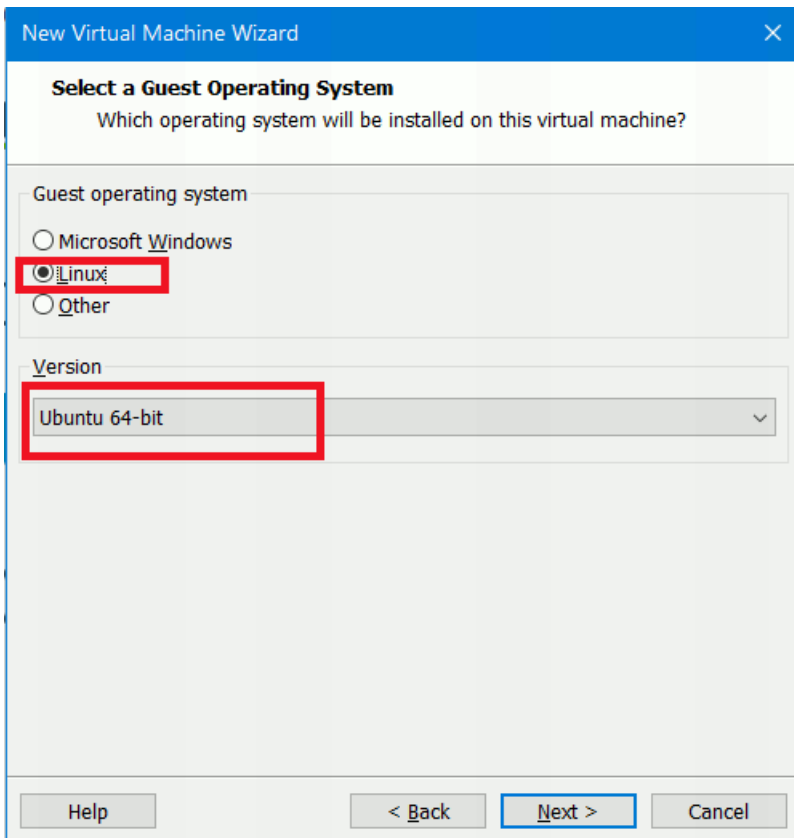 New Virtual Machine Wizard
Select a Guest Operating System
Which operating system will be installed on this virtual machine?
Guest operating system
Microsoft Windows
Linux
Other
Version
Ubuntu 64-bit
Help
< Back
Next >
Cancel